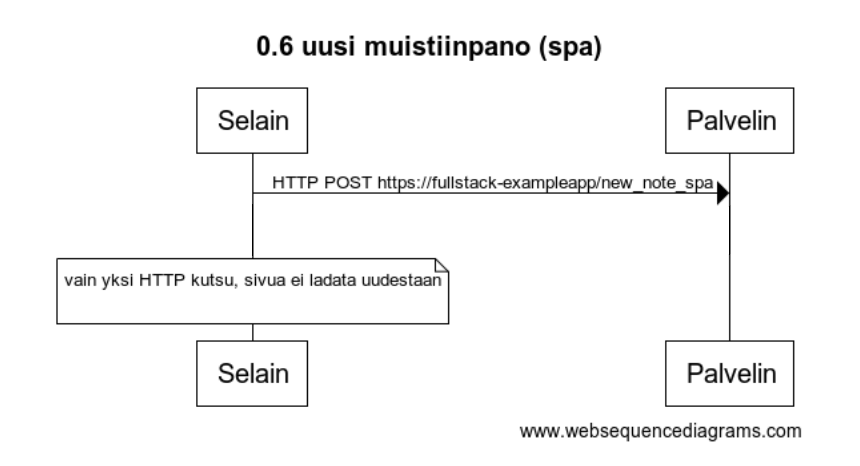 0.6 uusi muistiinpano (spa)
Selain
Palvelin
HTTP POST https://fullstack-exampleapp/new_note_spa
vain yksi HTTP kutsu, sivua ei ladata uudestaan
Selain
Palvelin
www.websequencediagrams.com